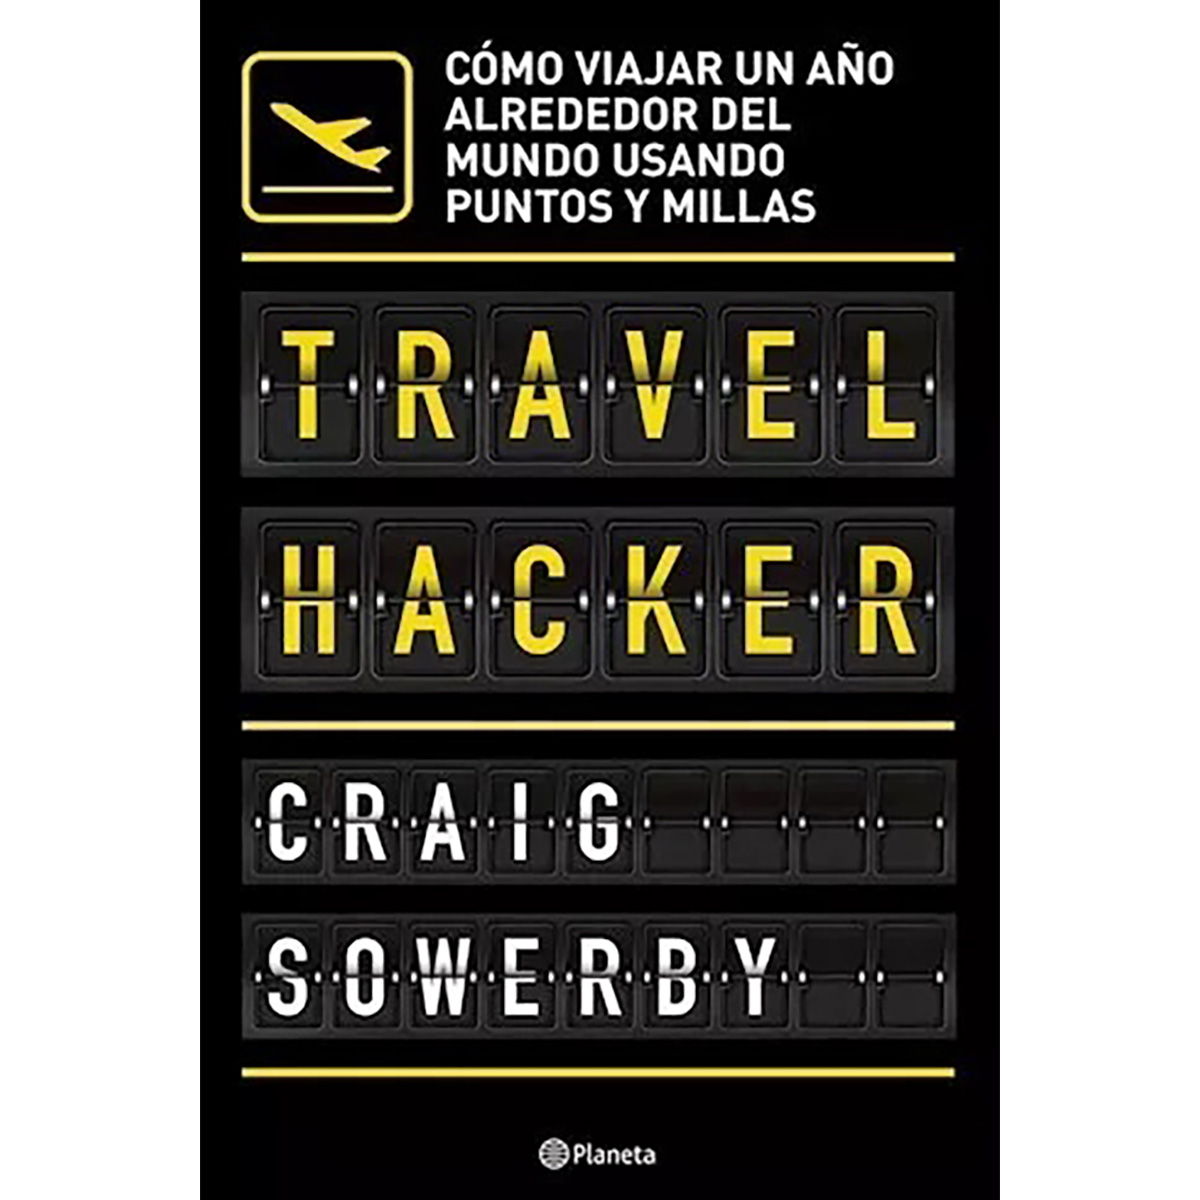 CÓMO VIAJAR UN AÑO
ALREDEDOR DEL
MUNDO USANDO
PUNTOS Y MILLAS
TRAVEL
HACKER
CRAIG
SOWERBY
Planeta